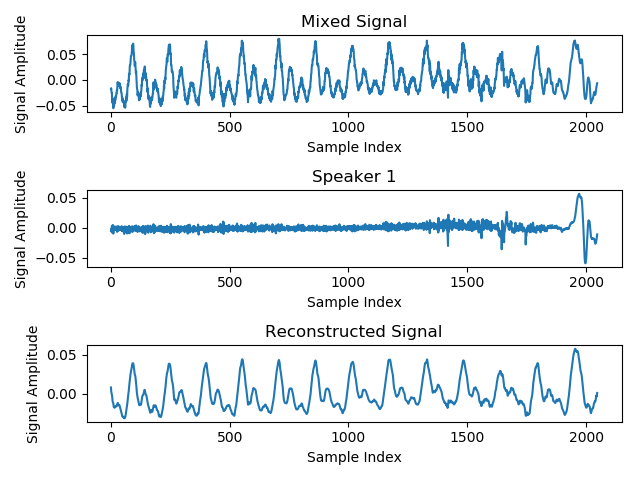 Mixed Signal
Signal Amplitude
0.05
0.00
−0.05
0
500
1000
1500
2000
Sample Index
Speaker 1
Signal Amplitude
0.05
0.00
−0.05
0
500
1000
1500
2000
Sample Index
Reconstructed Signal
Signal Amplitude
0.05
0.00
0
500
1000
1500
2000
Sample Index